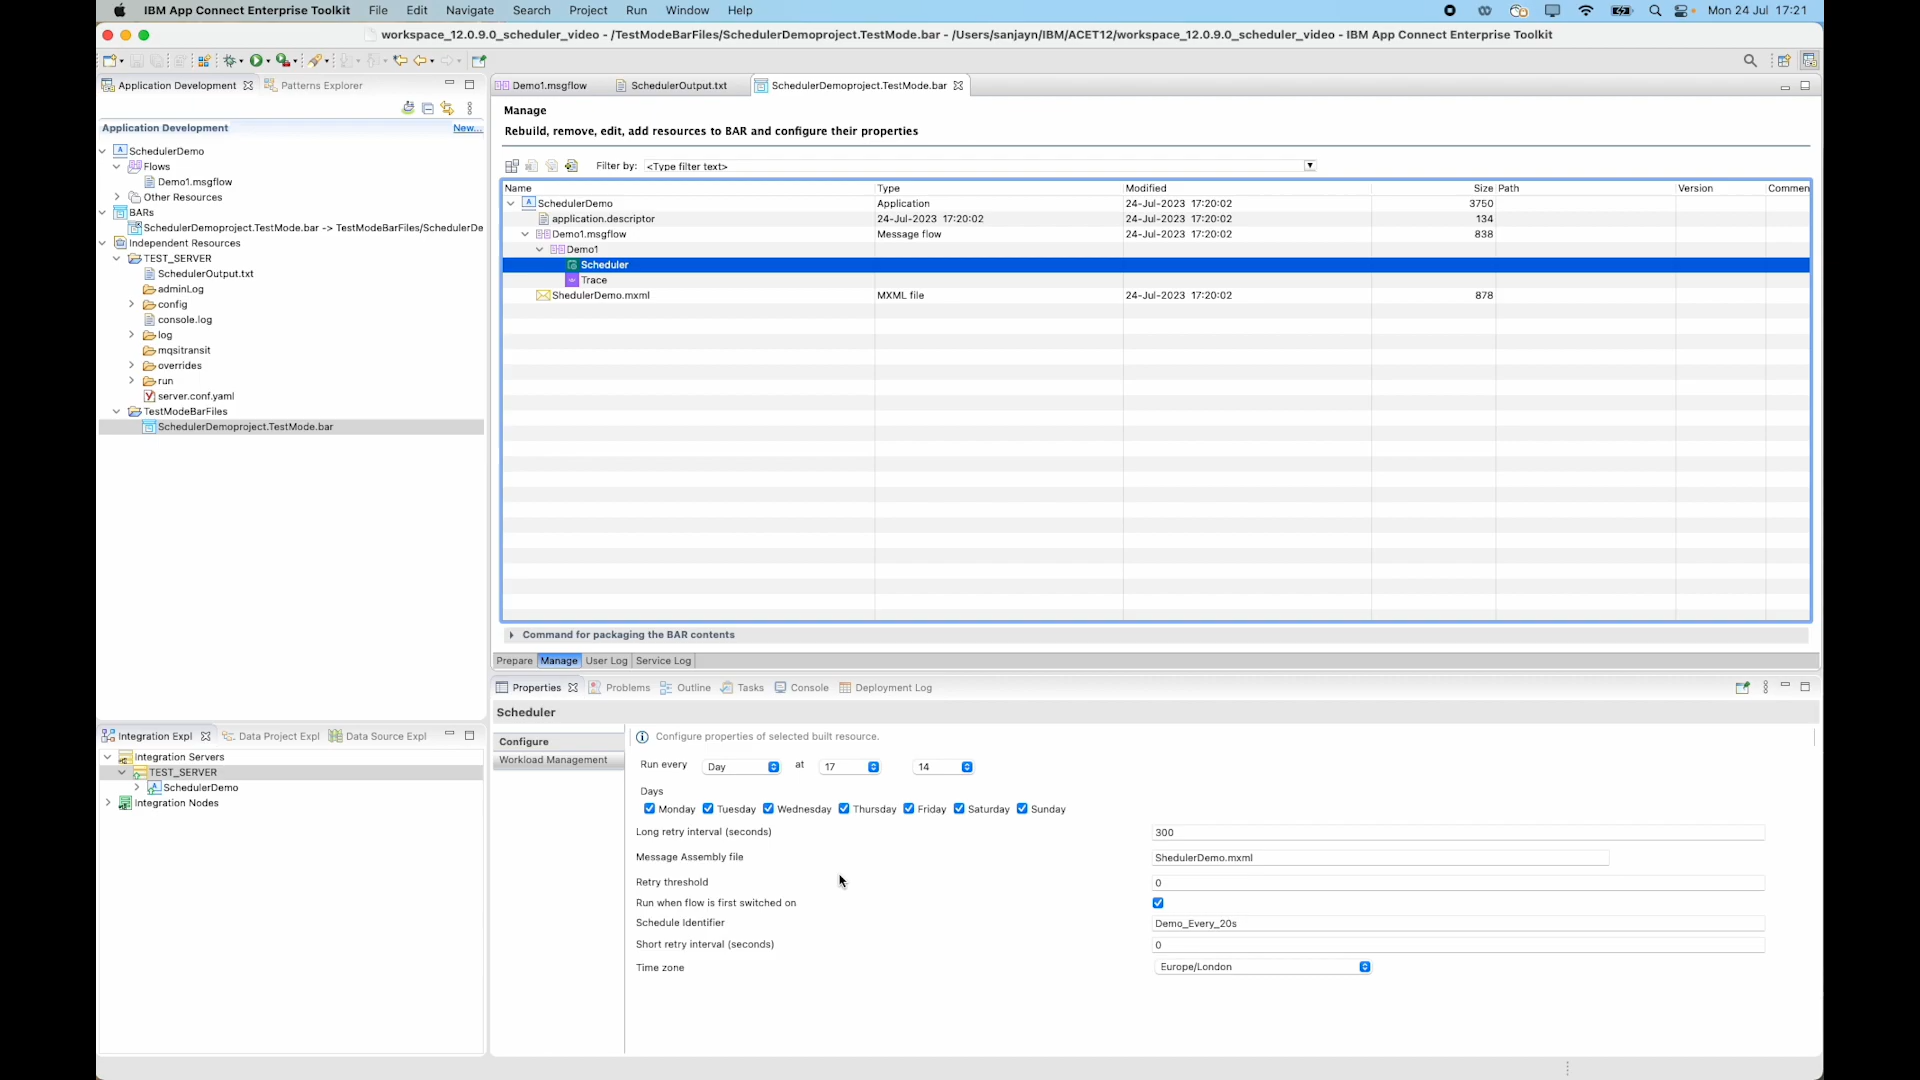 IBM App Connect Enterprise Toolkit File Edit Navigate Search Project Run Window Help Mon 24 Jul 17:21
workspace_12.0.9.0_scheduler_video - /TestModeBarFiles/SchedulerDemoproject.TestMode.bar - /Users/sanjayn/IBM/ACET12/workspace_12.0.9.0_scheduler_video - IBM App Connect Enterprise Toolkit
Application Development Patterns Explorer
Application Development New...
SchedulerDemo
Flows
Demo1.msgflow
Other Resources
BARs
SchedulerDemoproject.TestMode.bar -> TestModeBarFiles/SchedulerDe
Independent Resources
TEST_SERVER
SchedulerOutput.txt
adminLog
config
console.log
log
mqsitransit
overrides
run
server.conf.yaml
TestModeBarFiles
SchedulerDemoproject.TestMode.bar
Integration Expl Data Project Expl Data Source Expl
Integration Servers
TEST_SERVER
SchedulerDemo
Integration Nodes
Demo1.msgflow SchedulerOutput.txt SchedulerDemoproject.TestMode.bar
Manage
Rebuild, remove, edit, add resources to BAR and configure their properties
Filter by: <Type filter text>
Name Type Modified Size Path Version Commen
SchedulerDemo Application 24-Jul-2023 17:20:02 3750
application.descriptor 24-Jul-2023 17:20:02 24-Jul-2023 17:20:02 134
Demo1.msgflow Message flow 24-Jul-2023 17:20:02 838
Demo1
Scheduler
Trace
ShedulerDemo.mxml MXML file 24-Jul-2023 17:20:02 878
Command for packaging the BAR contents
Prepare Manage User Log Service Log
Properties Problems Outline Tasks Console Deployment Log
Scheduler
Configure
Workload Management
Configure properties of selected built resource.
Run every Day at 17 14
Days
Monday Tuesday Wednesday Thursday Friday Saturday Sunday
Long retry interval (seconds) 300
Message Assembly file ShedulerDemo.mxml
Retry threshold 0
Run when flow is first switched on
Schedule Identifier Demo_Every_20s
Short retry interval (seconds) 0
Time zone Europe/London